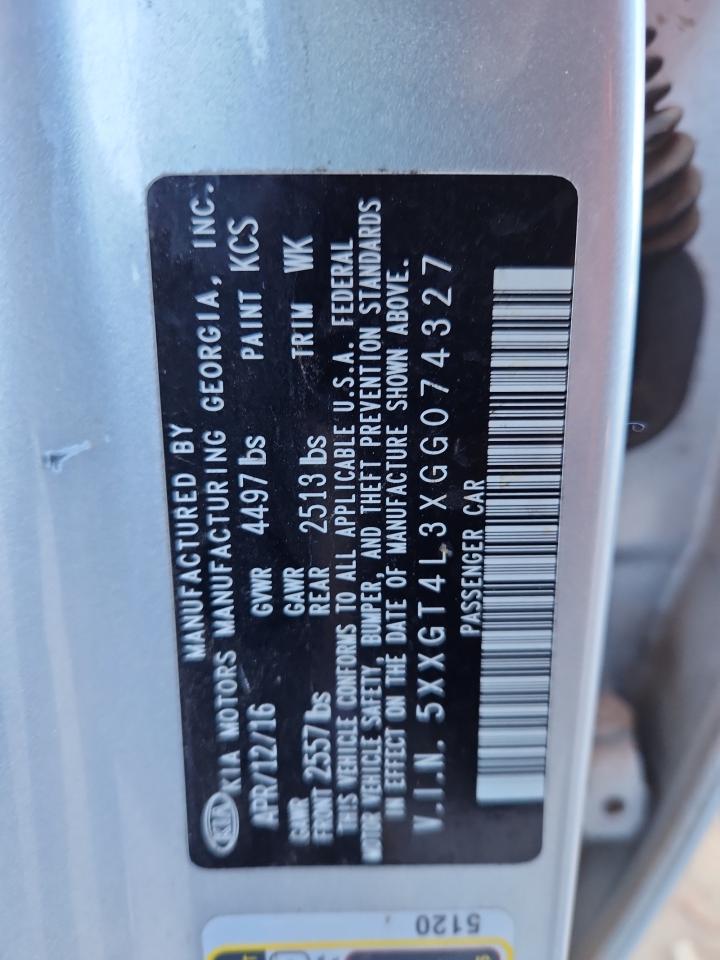 MANUFACTURED BY
KIA KIA MOTORS MANUFACTURING GEORGIA, INC.
APR/12/16 GVWR 4497 lbs PAINT KCS
GAWR FRONT 2557 lbs GAWR REAR 2513 lbs TRIM WK
THIS VEHICLE CONFORMS TO ALL APPLICABLE U.S.A. FEDERAL
MOTOR VEHICLE SAFETY, BUMPER, AND THEFT PREVENTION STANDARDS
IN EFFECT ON THE DATE OF MANUFACTURE SHOWN ABOVE.
V.I.N. 5XXGT4L3XGG074327
PASSENGER CAR
5120